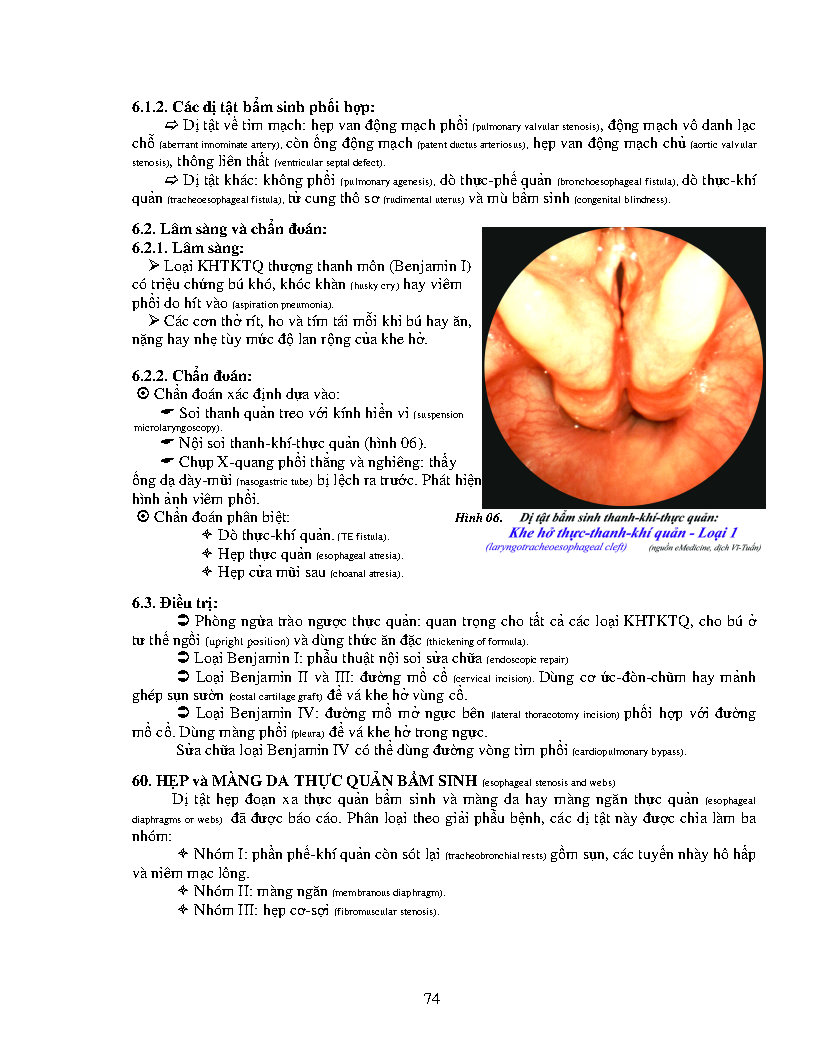 6.1.2. Các dị tật bẩm sinh phối hợp:
➪ Dị tật về tim mạch: hẹp van động mạch phổi (pulmonary valvular stenosis), động mạch vô danh lạc
chỗ (aberrant innominate artery), còn ống động mạch (patent ductus arteriosus), hẹp van động mạch chủ (aortic valvular
stenosis), thông liên thất (ventricular septal defect).
➪ Dị tật khác: không phổi (pulmonary agenesis), dò thực-phế quản (bronchoesophageal fistula), dò thực-khí
quản (tracheoesophageal fistula), tử cung thô sơ (rudimental uterus) và mù bẩm sinh (congenital blindness).
6.2. Lâm sàng và chẩn đoán:
6.2.1. Lâm sàng:
➢ Loại KHTKTQ thượng thanh môn (Benjamin I)
có triệu chứng bú khó, khóc khàn (husky cry) hay viêm
phổi do hít vào (aspiration pneumonia).
➢ Các cơn thở rít, ho và tím tái mỗi khi bú hay ăn,
nặng hay nhẹ tùy mức độ lan rộng của khe hở.
6.2.2. Chẩn đoán:
Chẩn đoán xác định dựa vào:
Soi thanh quản treo với kính hiển vi (suspension
microlaryngoscopy).
Nội soi thanh-khí-thực quản (hình 06).
Chụp X-quang phổi thẳng và nghiêng: thấy
ống dạ dày-mũi (nasogastric tube) bị lệch ra trước. Phát hiện
hình ảnh viêm phổi.
Chẩn đoán phân biệt:
✧ Dò thực-khí quản. (TE fistula).
✧ Hẹp thực quản (esophageal atresia).
✧ Hẹp cửa mũi sau (choanal atresia).
Hình 06. Dị tật bẩm sinh thanh-khí-thực quản:
Khe hở thực-thanh-khí quản - Loại 1
(laryngotracheoesophageal cleft) (nguồn eMedicine, dịch Vĩ-Tuấn)
6.3. Điều trị:
➲ Phòng ngừa trào ngược thực quản: quan trọng cho tất cả các loại KHTKTQ, cho bú ở
tư thế ngồi (upright position) và dùng thức ăn đặc (thickening of formula).
➲ Loại Benjamin I: phẫu thuật nội soi sửa chữa (endoscopic repair)
➲ Loại Benjamin II và III: đường mổ cổ (cervical incision). Dùng cơ ức-đòn-chũm hay mảnh
ghép sụn sườn (costal cartilage graft) để vá khe hở vùng cổ.
➲ Loại Benjamin IV: đường mổ mở ngực bên (lateral thoracotomy incision) phối hợp với đường
mổ cổ. Dùng màng phổi (pleura) để vá khe hở trong ngực.
Sửa chữa loại Benjamin IV có thể dùng đường vòng tim phổi (cardiopulmonary bypass).
60. HẸP và MÀNG DA THỰC QUẢN BẨM SINH (esophageal stenosis and webs)
Dị tật hẹp đoạn xa thực quản bẩm sinh và màng da hay màng ngăn thực quản (esophageal
diaphragms or webs) đã được báo cáo. Phân loại theo giải phẫu bệnh, các dị tật này được chia làm ba
nhóm:
✧ Nhóm I: phần phế-khí quản còn sót lại (tracheobronchial rests) gồm sụn, các tuyến nhày hô hấp
và niêm mạc lông.
✧ Nhóm II: màng ngăn (membranous diaphragm).
✧ Nhóm III: hẹp cơ-sợi (fibromuscular stenosis).
74